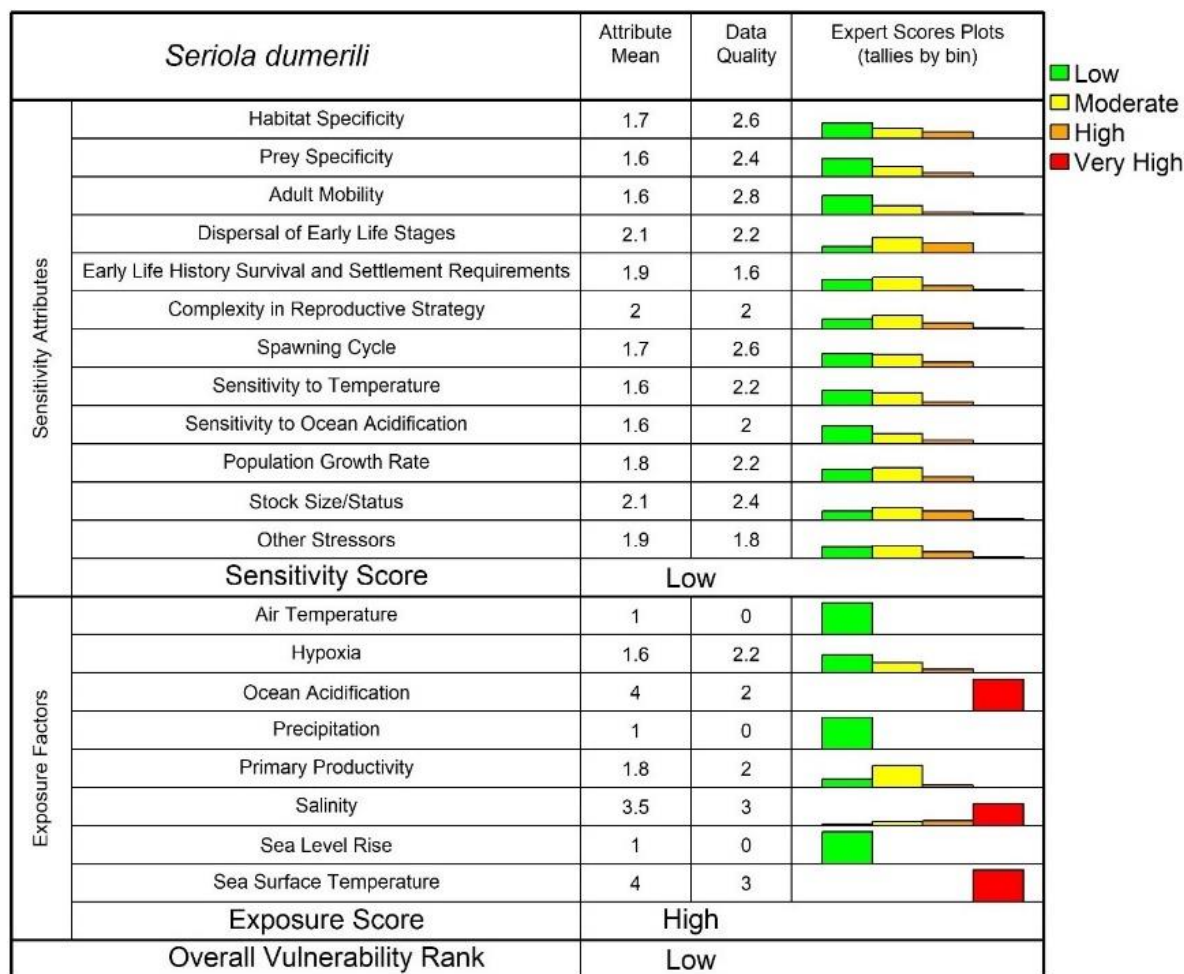 Seriola dumerili
Attribute Mean
Data Quality
Expert Scores Plots
(tallies by bin)
Low
Moderate
High
Very High
Sensitivity Attributes
Habitat Specificity 1.7 2.6
Prey Specificity 1.6 2.4
Adult Mobility 1.6 2.8
Dispersal of Early Life Stages 2.1 2.2
Early Life History Survival and Settlement Requirements 1.9 1.6
Complexity in Reproductive Strategy 2 2
Spawning Cycle 1.7 2.6
Sensitivity to Temperature 1.6 2.2
Sensitivity to Ocean Acidification 1.6 2
Population Growth Rate 1.8 2.2
Stock Size/Status 2.1 2.4
Other Stressors 1.9 1.8
Sensitivity Score Low
Exposure Factors
Air Temperature 1 0
Hypoxia 1.6 2.2
Ocean Acidification 4 2
Precipitation 1 0
Primary Productivity 1.8 2
Salinity 3.5 3
Sea Level Rise 1 0
Sea Surface Temperature 4 3
Exposure Score High
Overall Vulnerability Rank Low